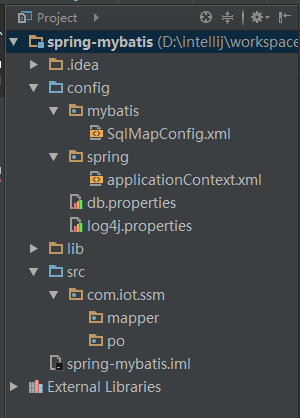 Project
spring-mybatis (D:\intellij\workspace
.idea
config
mybatis
SqlMapConfig.xml
spring
applicationContext.xml
db.properties
log4j.properties
lib
src
com.iot.ssm
mapper
po
spring-mybatis.iml
External Libraries